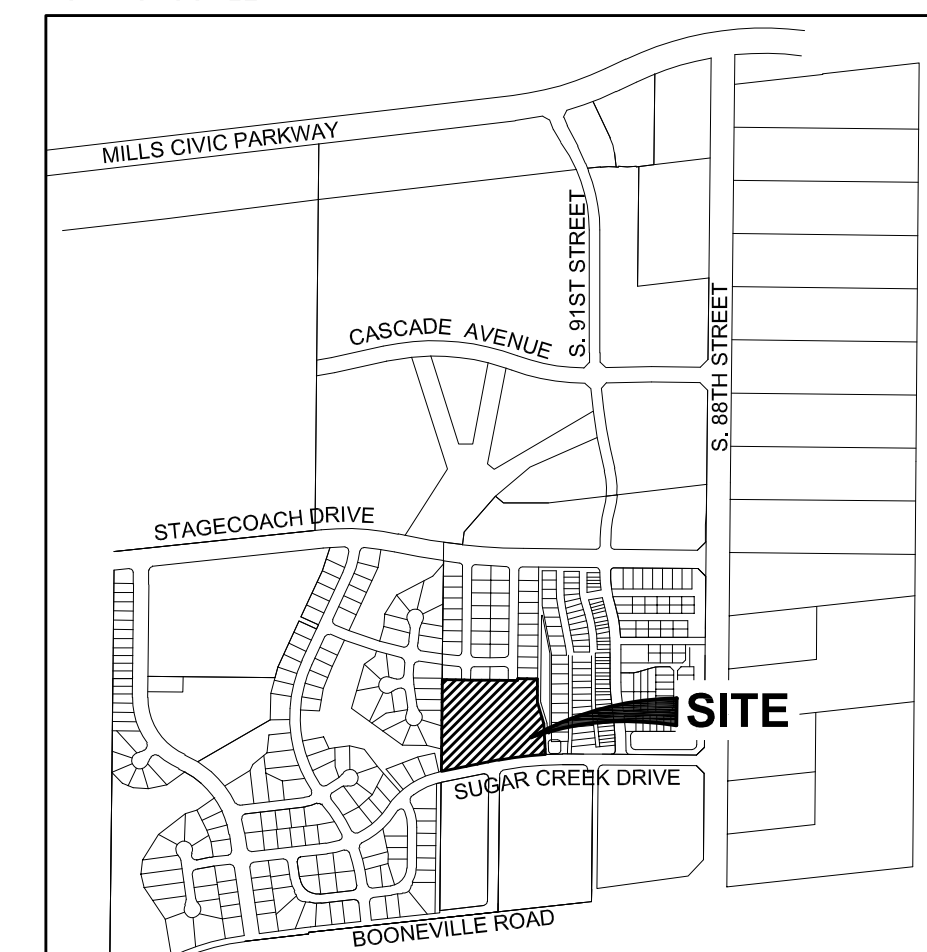 MILLS CIVIC PARKWAY
S. 91ST STREET
S. 88TH STREET
CASCADE AVENUE
STAGECOACH DRIVE
SITE
SUGAR CREEK DRIVE
BOONEVILLE ROAD